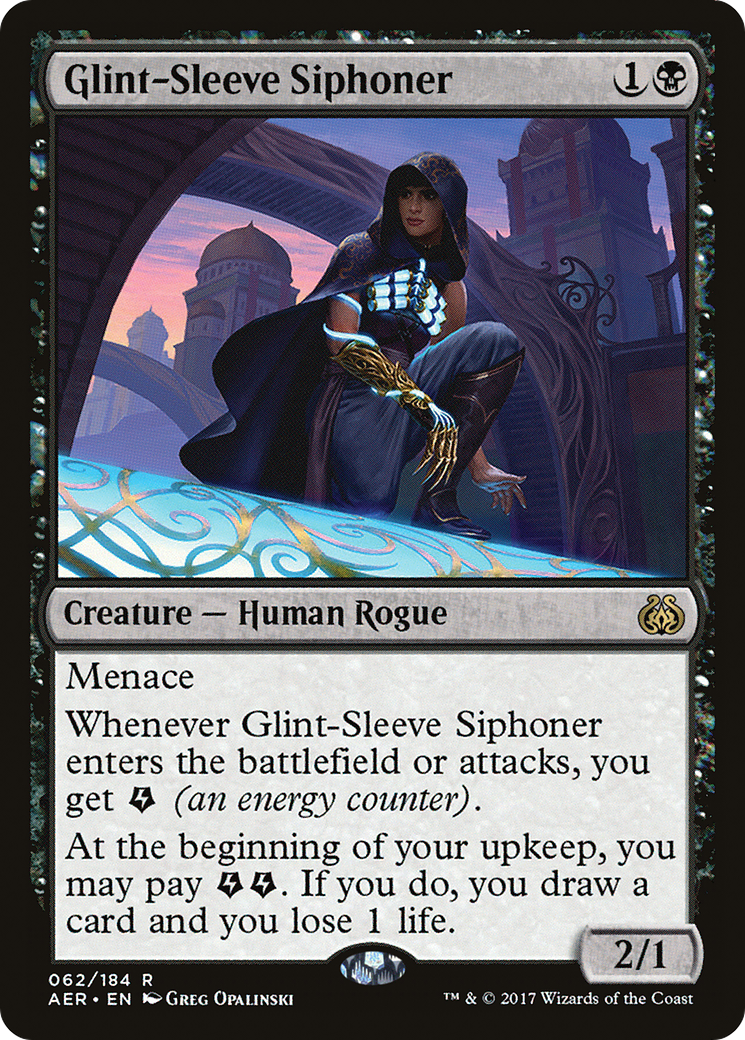 Glint-Sleeve Siphoner 1
Creature — Human Rogue
Menace
Whenever Glint-Sleeve Siphoner
enters the battlefield or attacks, you
get (an energy counter).
At the beginning of your upkeep, you
may pay . If you do, you draw a
card and you lose 1 life.
2/1
062/184 R
AER • EN Greg Opalinski
™ & © 2017 Wizards of the Coast